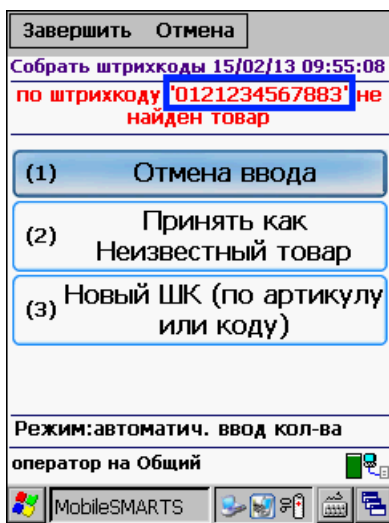 Завершить Отмена
Собрать штрихкоды 15/02/13 09:55:08
по штрихкоду '0121234567883' не
найден товар
(1) Отмена ввода
(2) Принять как
Неизвестный товар
(3) Новый ШК (по артикулу
или коду)
Режим:автоматич. ввод кол-ва
оператор на Общий
MobileSMARTS